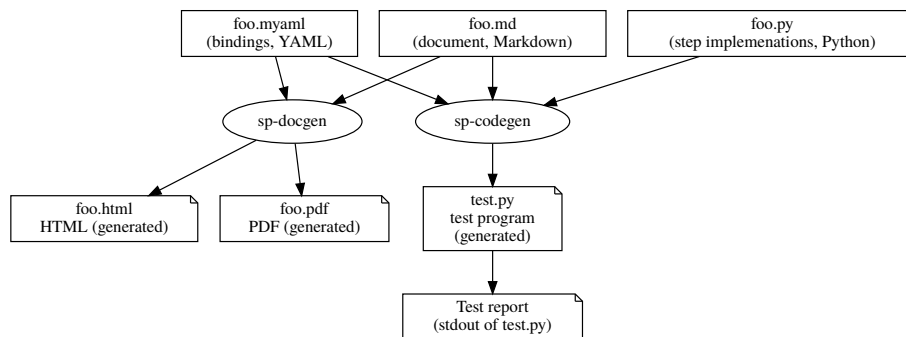 foo.myaml
(bindings, YAML)
foo.md
(document, Markdown)
foo.py
(step implemenations, Python)
sp-docgen
sp-codegen
foo.html
HTML (generated)
foo.pdf
PDF (generated)
test.py
test program
(generated)
Test report
(stdout of test.py)